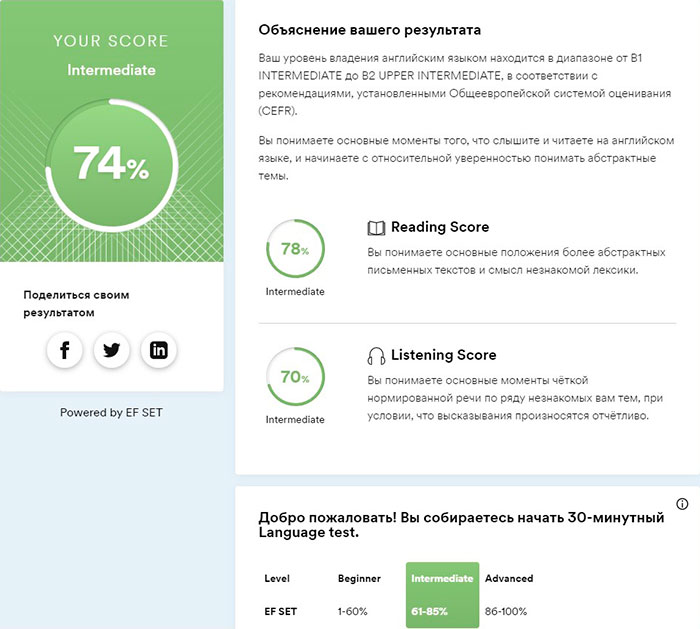 YOUR SCORE
Intermediate
74%
Поделиться своим
результатом
Powered by EF SET
Объяснение вашего результата
Ваш уровень владения английским языком находится в диапазоне от B1
INTERMEDIATE до B2 UPPER INTERMEDIATE, в соответствии с
рекомендациями, установленными Общеевропейской системой оценивания
(CEFR).
Вы понимаете основные моменты того, что слышите и читаете на английском
языке, и начинаете с относительной уверенностью понимать абстрактные
темы.
78%
Intermediate
Reading Score
Вы понимаете основные положения более абстрактных
письменных текстов и смысл незнакомой лексики.
70%
Intermediate
Listening Score
Вы понимаете основные моменты чёткой
нормированной речи по ряду незнакомых вам тем, при
условии, что высказывания произносятся отчётливо.
Добро пожаловать! Вы собираетесь начать 30-минутный
Language test.
Level Beginner Intermediate Advanced
EF SET 1-60% 61-85% 86-100%